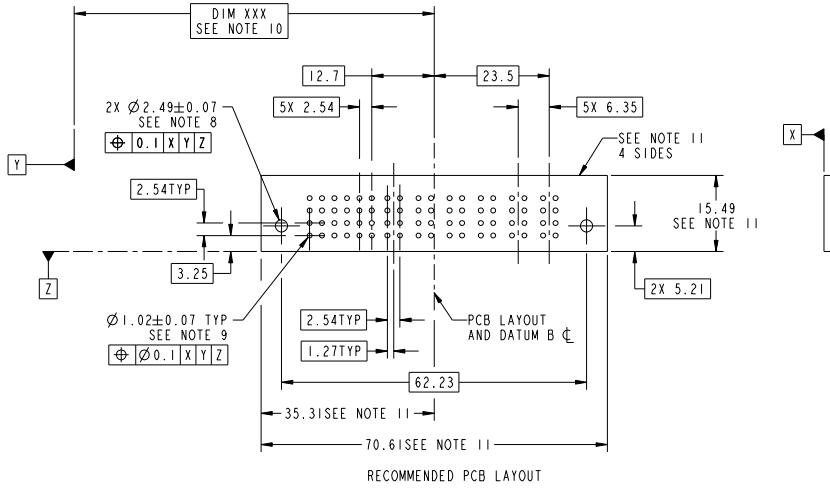 DIM XXX
SEE NOTE 10
12.7
23.5
2X Ø2.49±0.07
SEE NOTE 8
⌖ 0.1 X Y Z
5X 2.54
5X 6.35
SEE NOTE 11
4 SIDES
X
Y
2.54TYP
15.49
SEE NOTE 11
3.25
Z
2X 5.21
Ø1.02±0.07 TYP
SEE NOTE 9
⌖ Ø0.1 X Y Z
2.54TYP
1.27TYP
PCB LAYOUT
AND DATUM B ℄
62.23
35.31SEE NOTE 11
70.61SEE NOTE 11
RECOMMENDED PCB LAYOUT